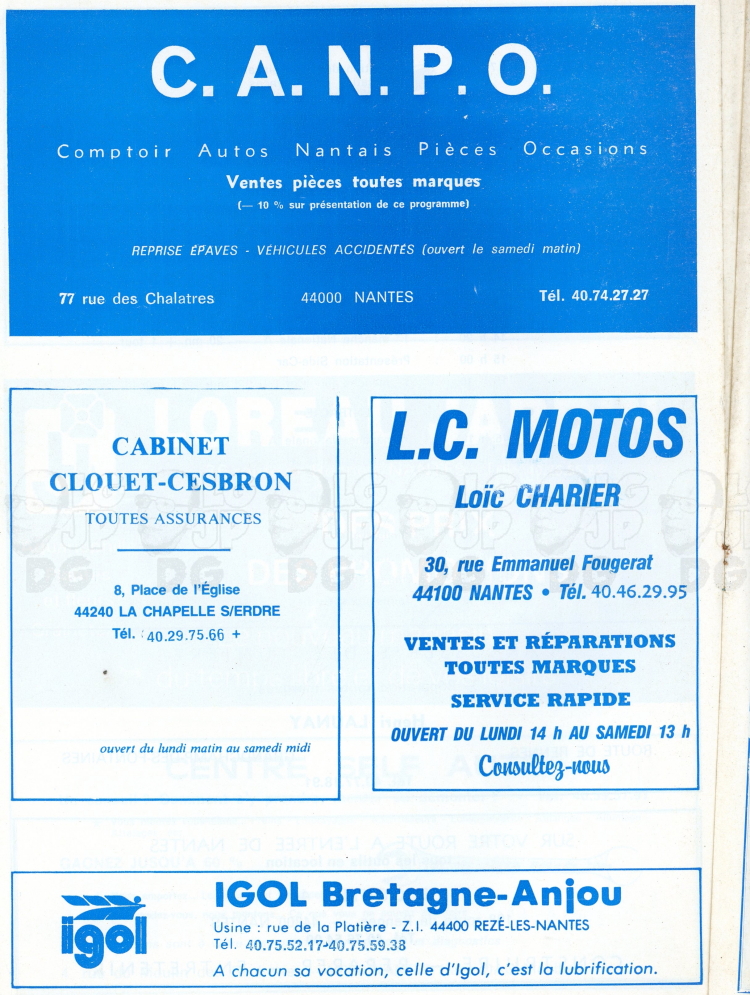 C. A. N. P. O.
Comptoir Autos Nantais Pièces Occasions
Ventes pièces toutes marques
(— 10 % sur présentation de ce programme)
REPRISE ÉPAVES - VÉHICULES ACCIDENTÉS (ouvert le samedi matin)
77 rue des Chalatres 44000 NANTES Tél. 40.74.27.27
CABINET
CLOUET-CESBRON
TOUTES ASSURANCES
8, Place de l'Église
44240 LA CHAPELLE S/ERDRE
Tél. : 40.29.75.66 +
ouvert du lundi matin au samedi midi
L.C. MOTOS
Loïc CHARIER
30, rue Emmanuel Fougerat
44100 NANTES • Tél. 40.46.29.95
VENTES ET RÉPARATIONS
TOUTES MARQUES
SERVICE RAPIDE
OUVERT DU LUNDI 14 h AU SAMEDI 13 h
Consultez-nous
igol
IGOL Bretagne-Anjou
Usine : rue de la Platière - Z.I. 44400 REZÉ-LES-NANTES
Tél. 40.75.52.17-40.75.59.38
A chacun sa vocation, celle d'Igol, c'est la lubrification.